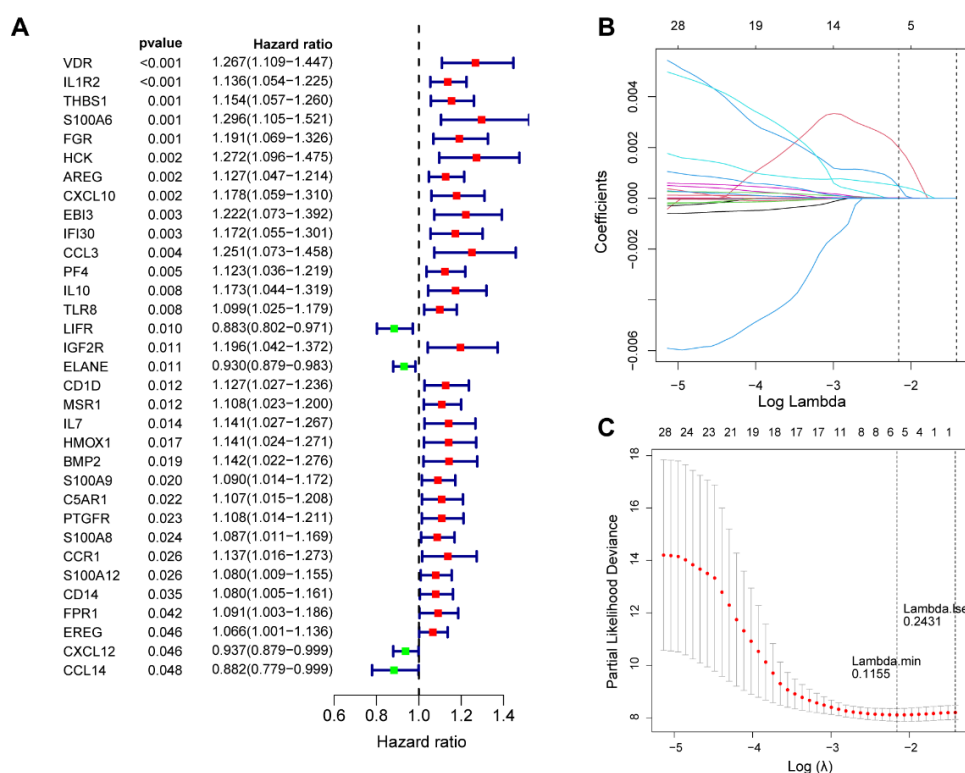 A
pvalue Hazard ratio
VDR <0.001 1.267(1.109−1.447)
IL1R2 <0.001 1.136(1.054−1.225)
THBS1 0.001 1.154(1.057−1.260)
S100A6 0.001 1.296(1.105−1.521)
FGR 0.001 1.191(1.069−1.326)
HCK 0.002 1.272(1.096−1.475)
AREG 0.002 1.127(1.047−1.214)
CXCL10 0.002 1.178(1.059−1.310)
EBI3 0.003 1.222(1.073−1.392)
IFI30 0.003 1.172(1.055−1.301)
CCL3 0.004 1.251(1.073−1.458)
PF4 0.005 1.123(1.036−1.219)
IL10 0.008 1.173(1.044−1.319)
TLR8 0.008 1.099(1.025−1.179)
LIFR 0.010 0.883(0.802−0.971)
IGF2R 0.011 1.196(1.042−1.372)
ELANE 0.011 0.930(0.879−0.983)
CD1D 0.012 1.127(1.027−1.236)
MSR1 0.012 1.108(1.023−1.200)
IL7 0.014 1.141(1.027−1.267)
HMOX1 0.017 1.141(1.024−1.271)
BMP2 0.019 1.142(1.022−1.276)
S100A9 0.020 1.090(1.014−1.172)
C5AR1 0.022 1.107(1.015−1.208)
PTGFR 0.023 1.108(1.014−1.211)
S100A8 0.024 1.087(1.011−1.169)
CCR1 0.026 1.137(1.016−1.273)
S100A12 0.026 1.080(1.009−1.155)
CD14 0.035 1.080(1.005−1.161)
FPR1 0.042 1.091(1.003−1.186)
EREG 0.046 1.066(1.001−1.136)
CXCL12 0.046 0.937(0.879−0.999)
CCL14 0.048 0.882(0.779−0.999)
0.6 0.8 1.0 1.2 1.4
Hazard ratio
B
28 19 14 5
0.004
0.002
0.000
−0.002
−0.006
Coefficients
−5 −4 −3 −2
Log Lambda
C
28 24 23 21 19 18 17 17 11 8 8 6 5 4 1 1
18
16
14
12
10
8
Partial Likelihood Deviance
Lambda.lse
0.2431
Lambda.min
0.1155
−5 −4 −3 −2
Log (λ)